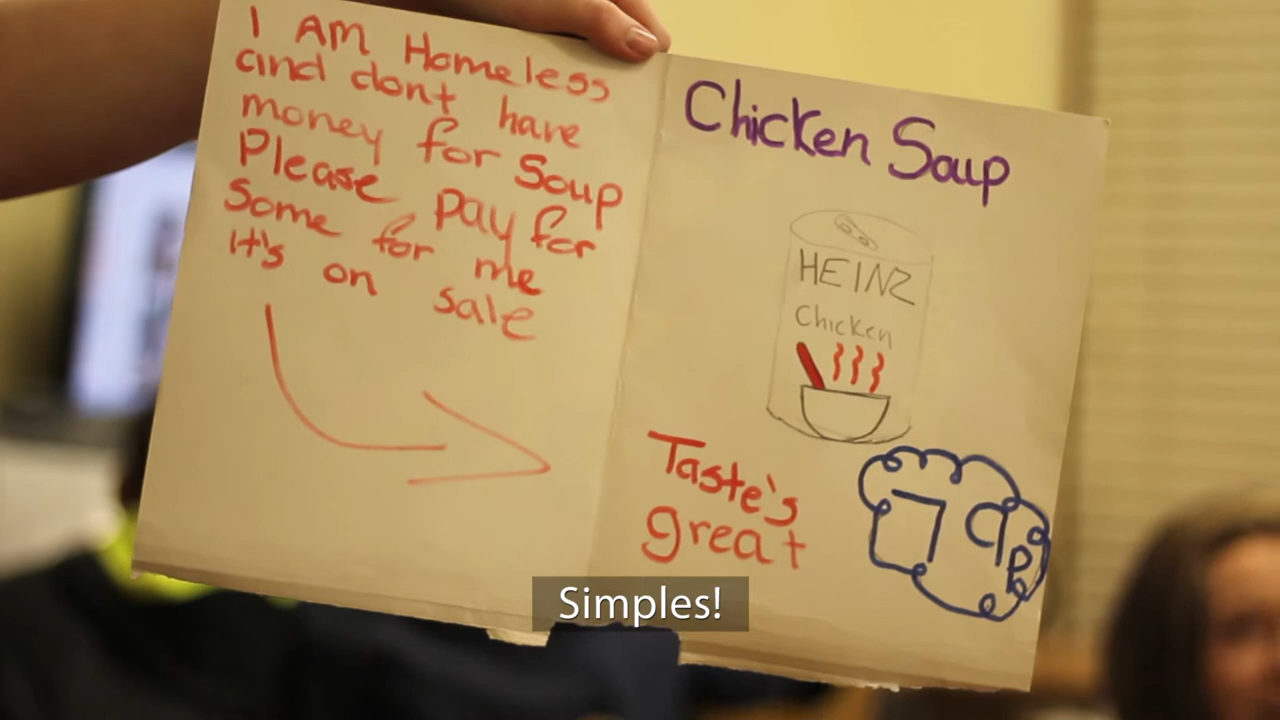 I AM Homeless
and dont have
money for Soup
Please pay for
Some for me
it's on sale
Chicken Soup
HEINZ
Chicken
Taste's
great
Simples!